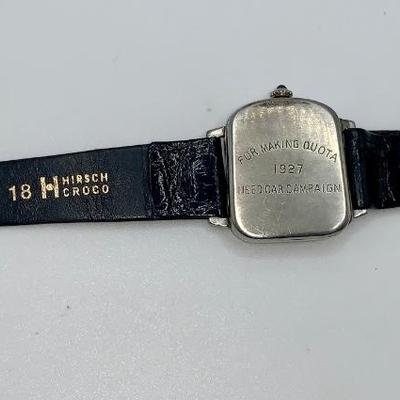 18 H HIRSCH
CROCO
FOR MAKING QUOTA
1927
USED CAR CAMPAIGN